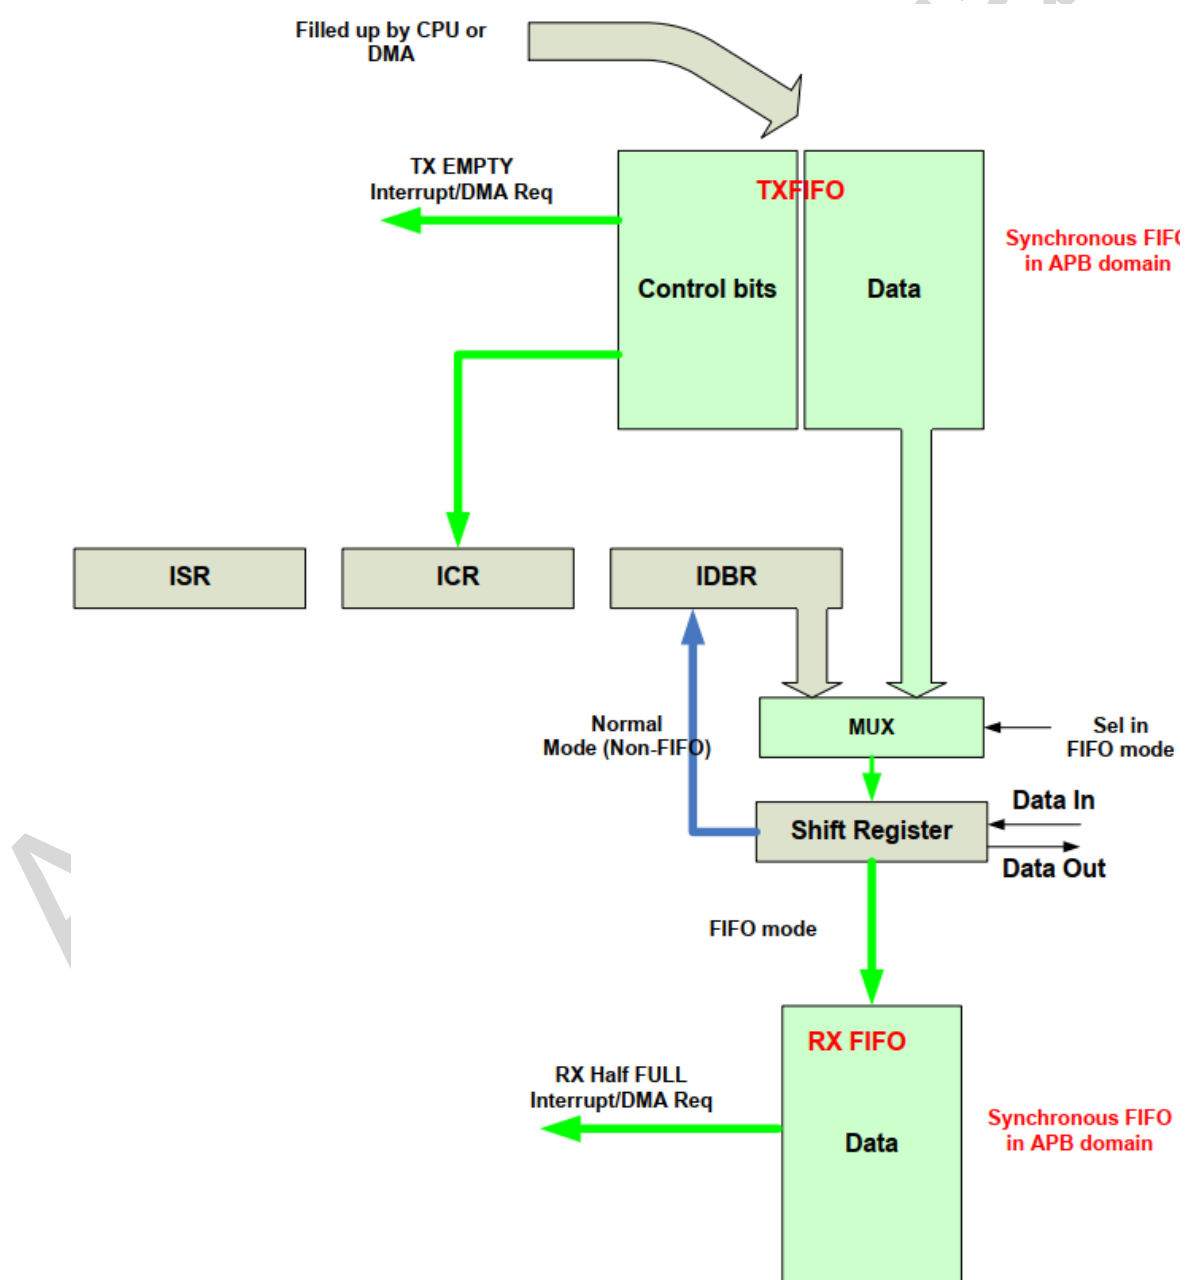 Filled up by CPU or
DMA
TX EMPTY
Interrupt/DMA Req
TXFIFO
Synchronous FIFO
in APB domain
Control bits
Data
ISR
ICR
IDBR
Normal
Mode (Non-FIFO)
MUX
Sel in
FIFO mode
Data In
Shift Register
Data Out
FIFO mode
RX FIFO
RX Half FULL
Interrupt/DMA Req
Data
Synchronous FIFO
in APB domain